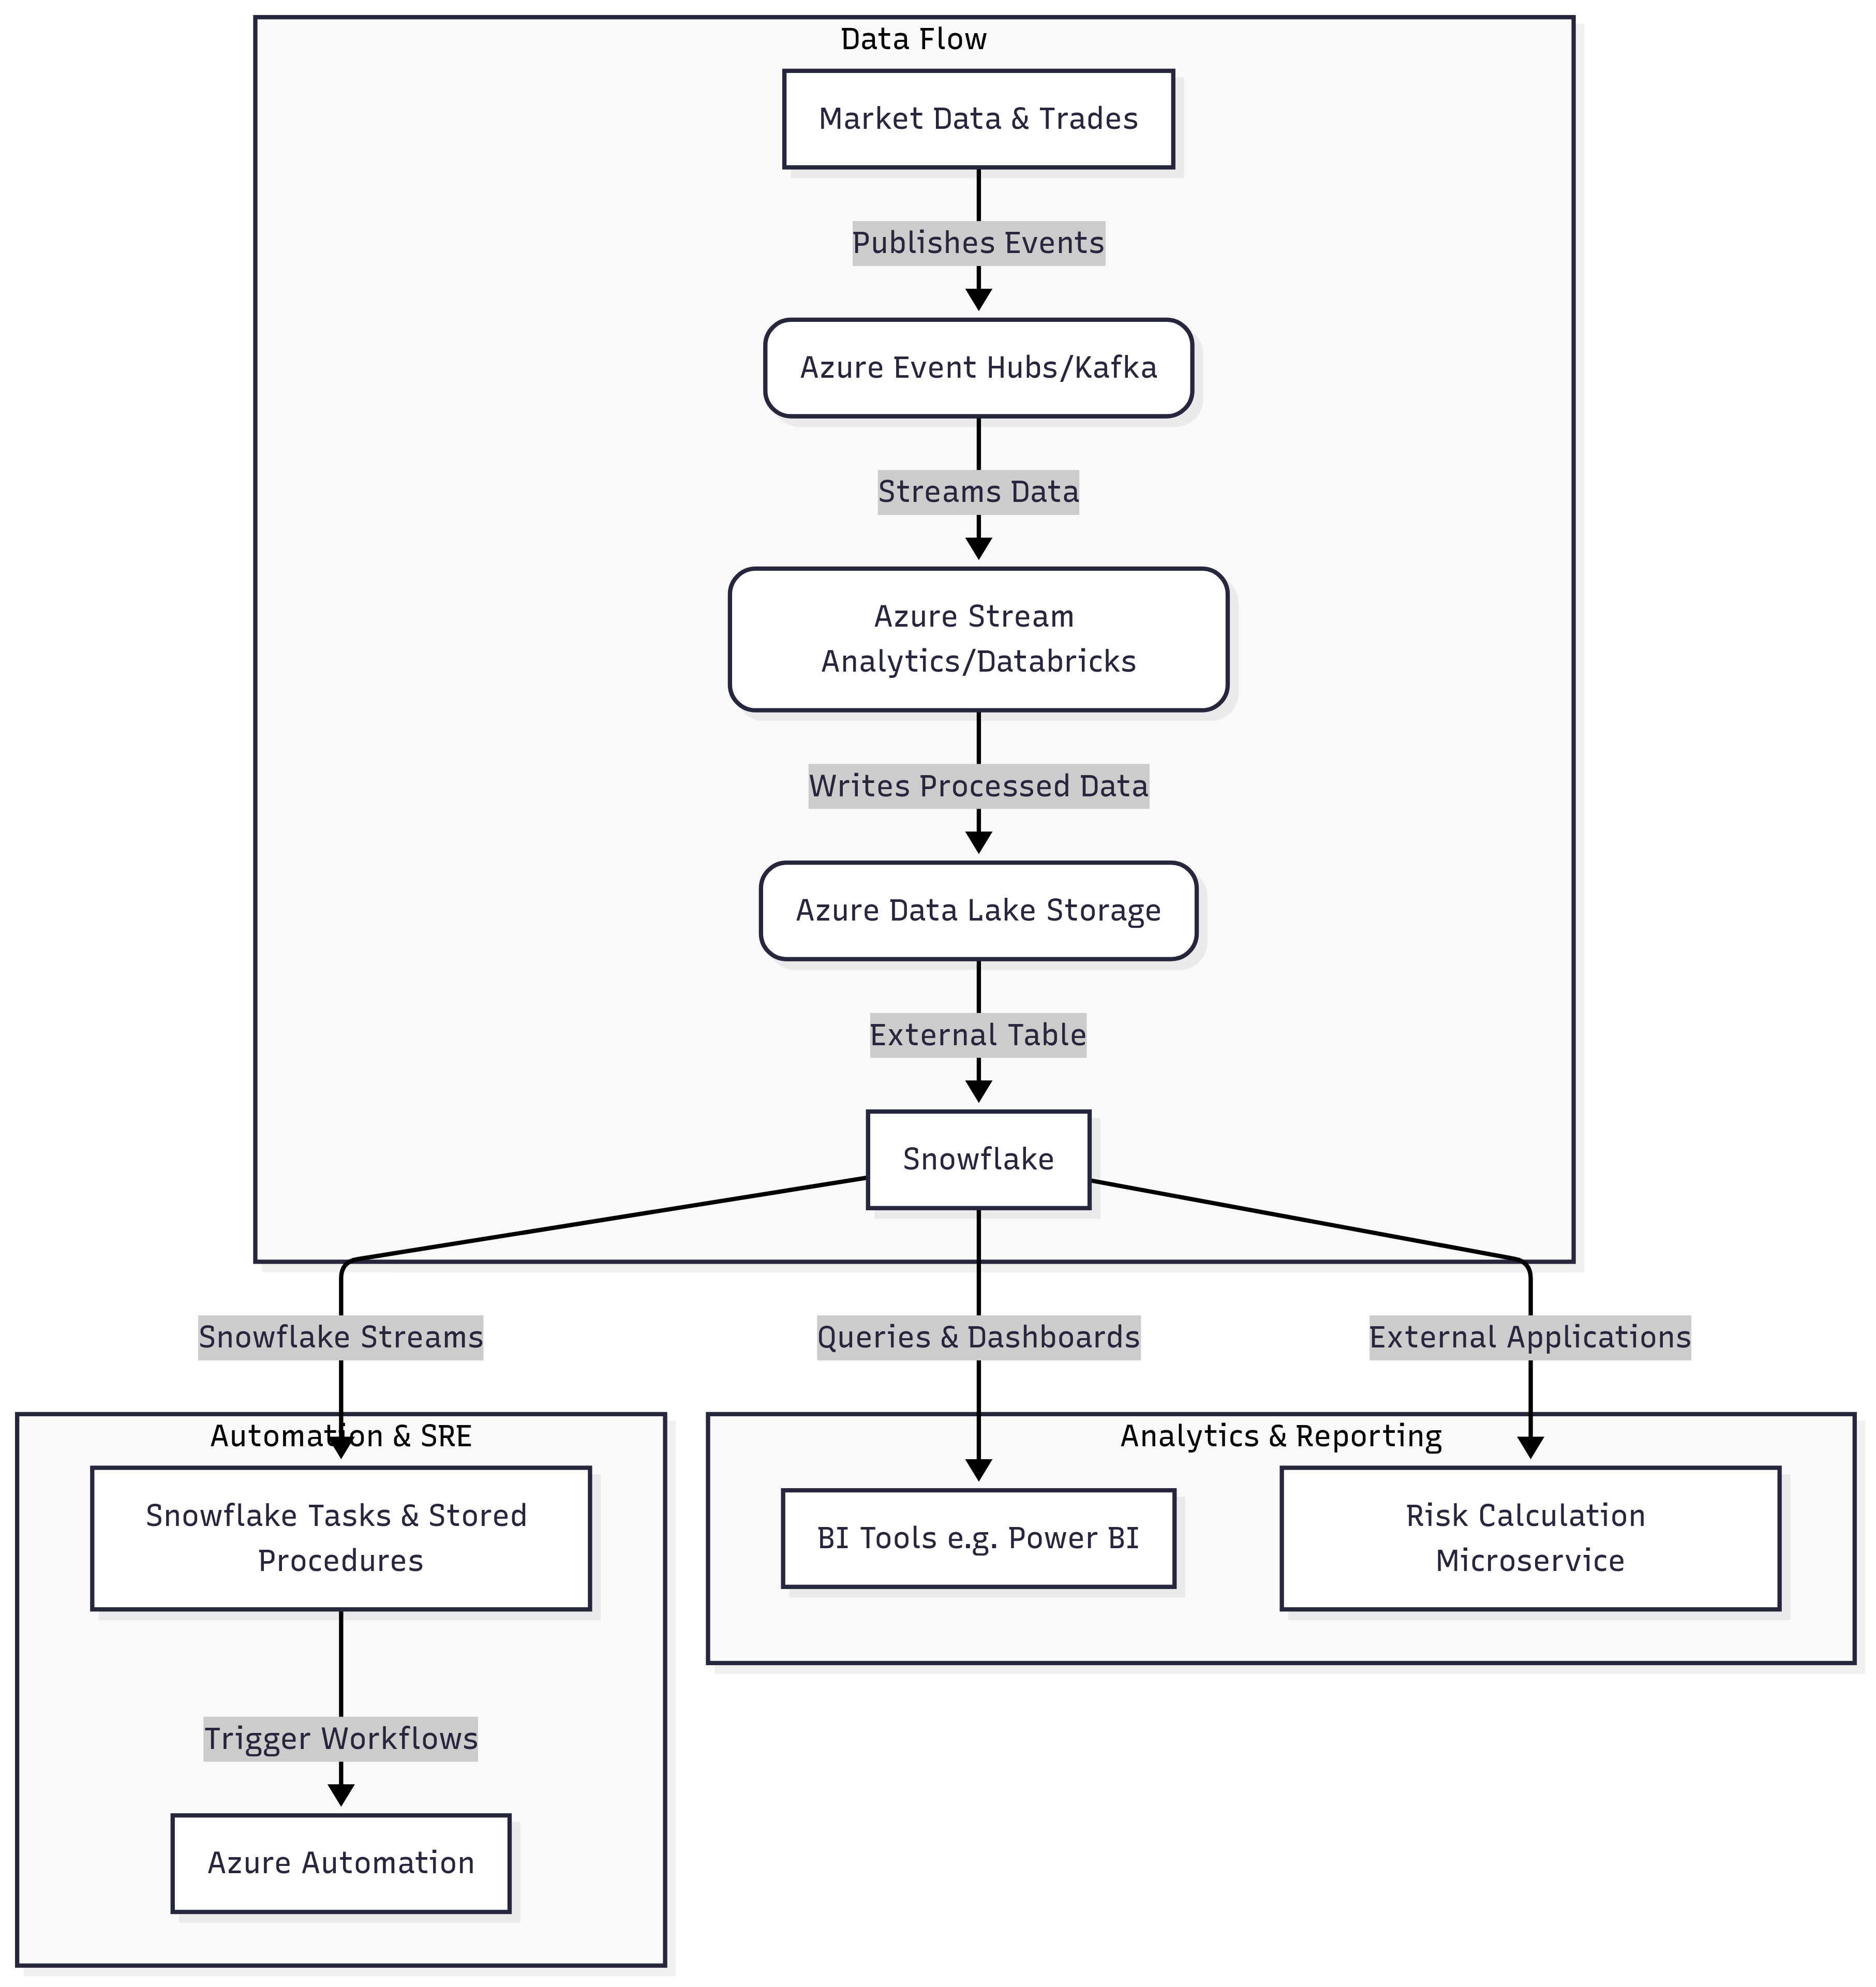 Data Flow
Market Data & Trades
Publishes Events
Azure Event Hubs/Kafka
Streams Data
Azure Stream
Analytics/Databricks
Writes Processed Data
Azure Data Lake Storage
External Table
Snowflake
Snowflake Streams
Queries & Dashboards
External Applications
Automation & SRE
Analytics & Reporting
Snowflake Tasks & Stored
Procedures
BI Tools e.g. Power BI
Risk Calculation
Microservice
Trigger Workflows
Azure Automation